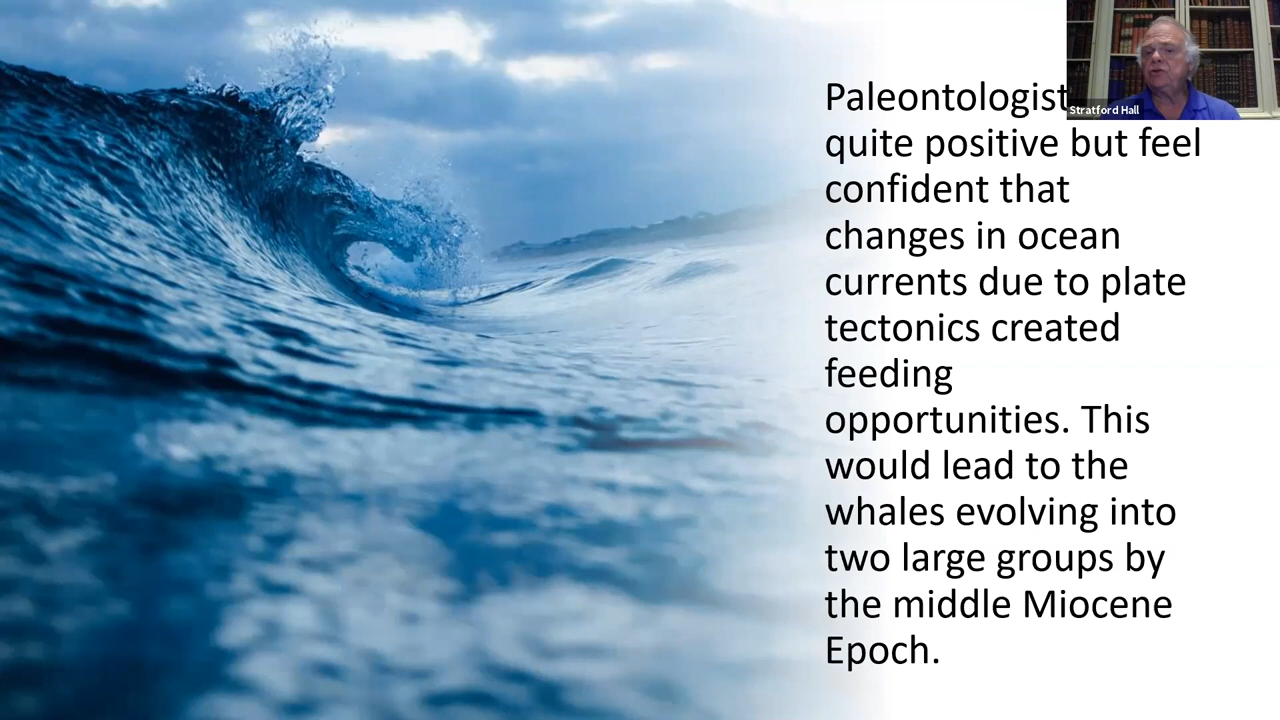 Paleontologist
quite positive but feel
confident that
changes in ocean
currents due to plate
tectonics created
feeding
opportunities. This
would lead to the
whales evolving into
two large groups by
the middle Miocene
Epoch.
Stratford Hall